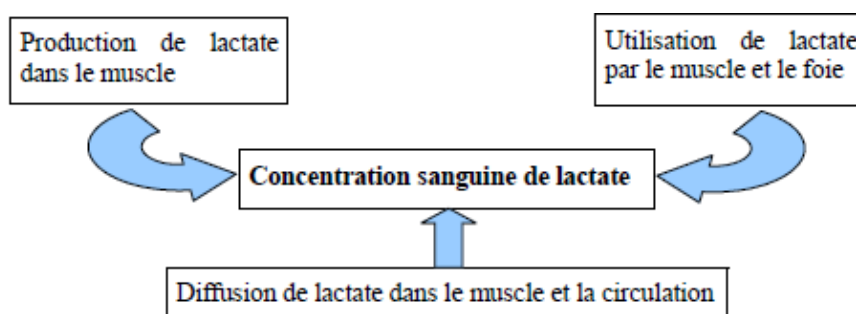 Production de lactate
dans le muscle
Utilisation de lactate
par le muscle et le foie
Concentration sanguine de lactate
Diffusion de lactate dans le muscle et la circulation